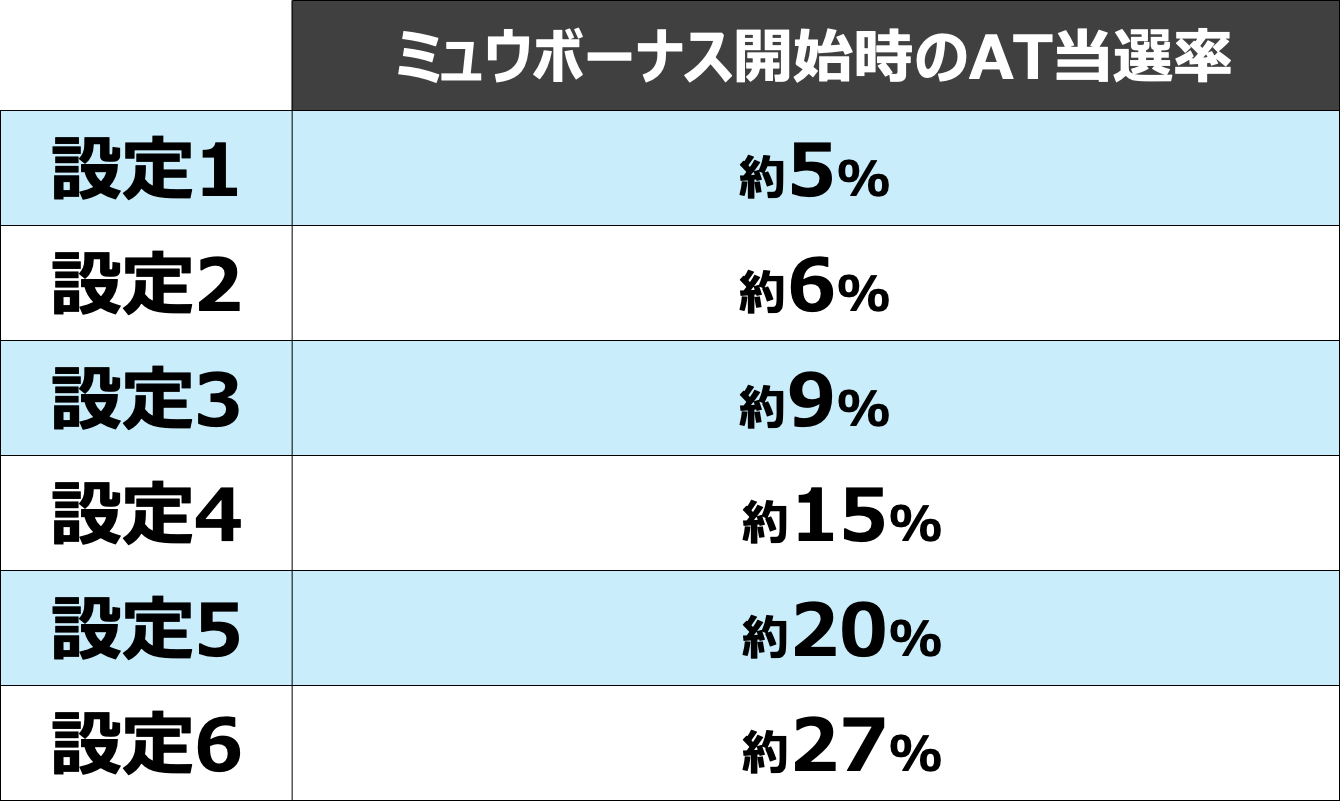 ミュウボーナス開始時のAT当選率
設定1 約5%
設定2 約6%
設定3 約9%
設定4 約15%
設定5 約20%
設定6 約27%